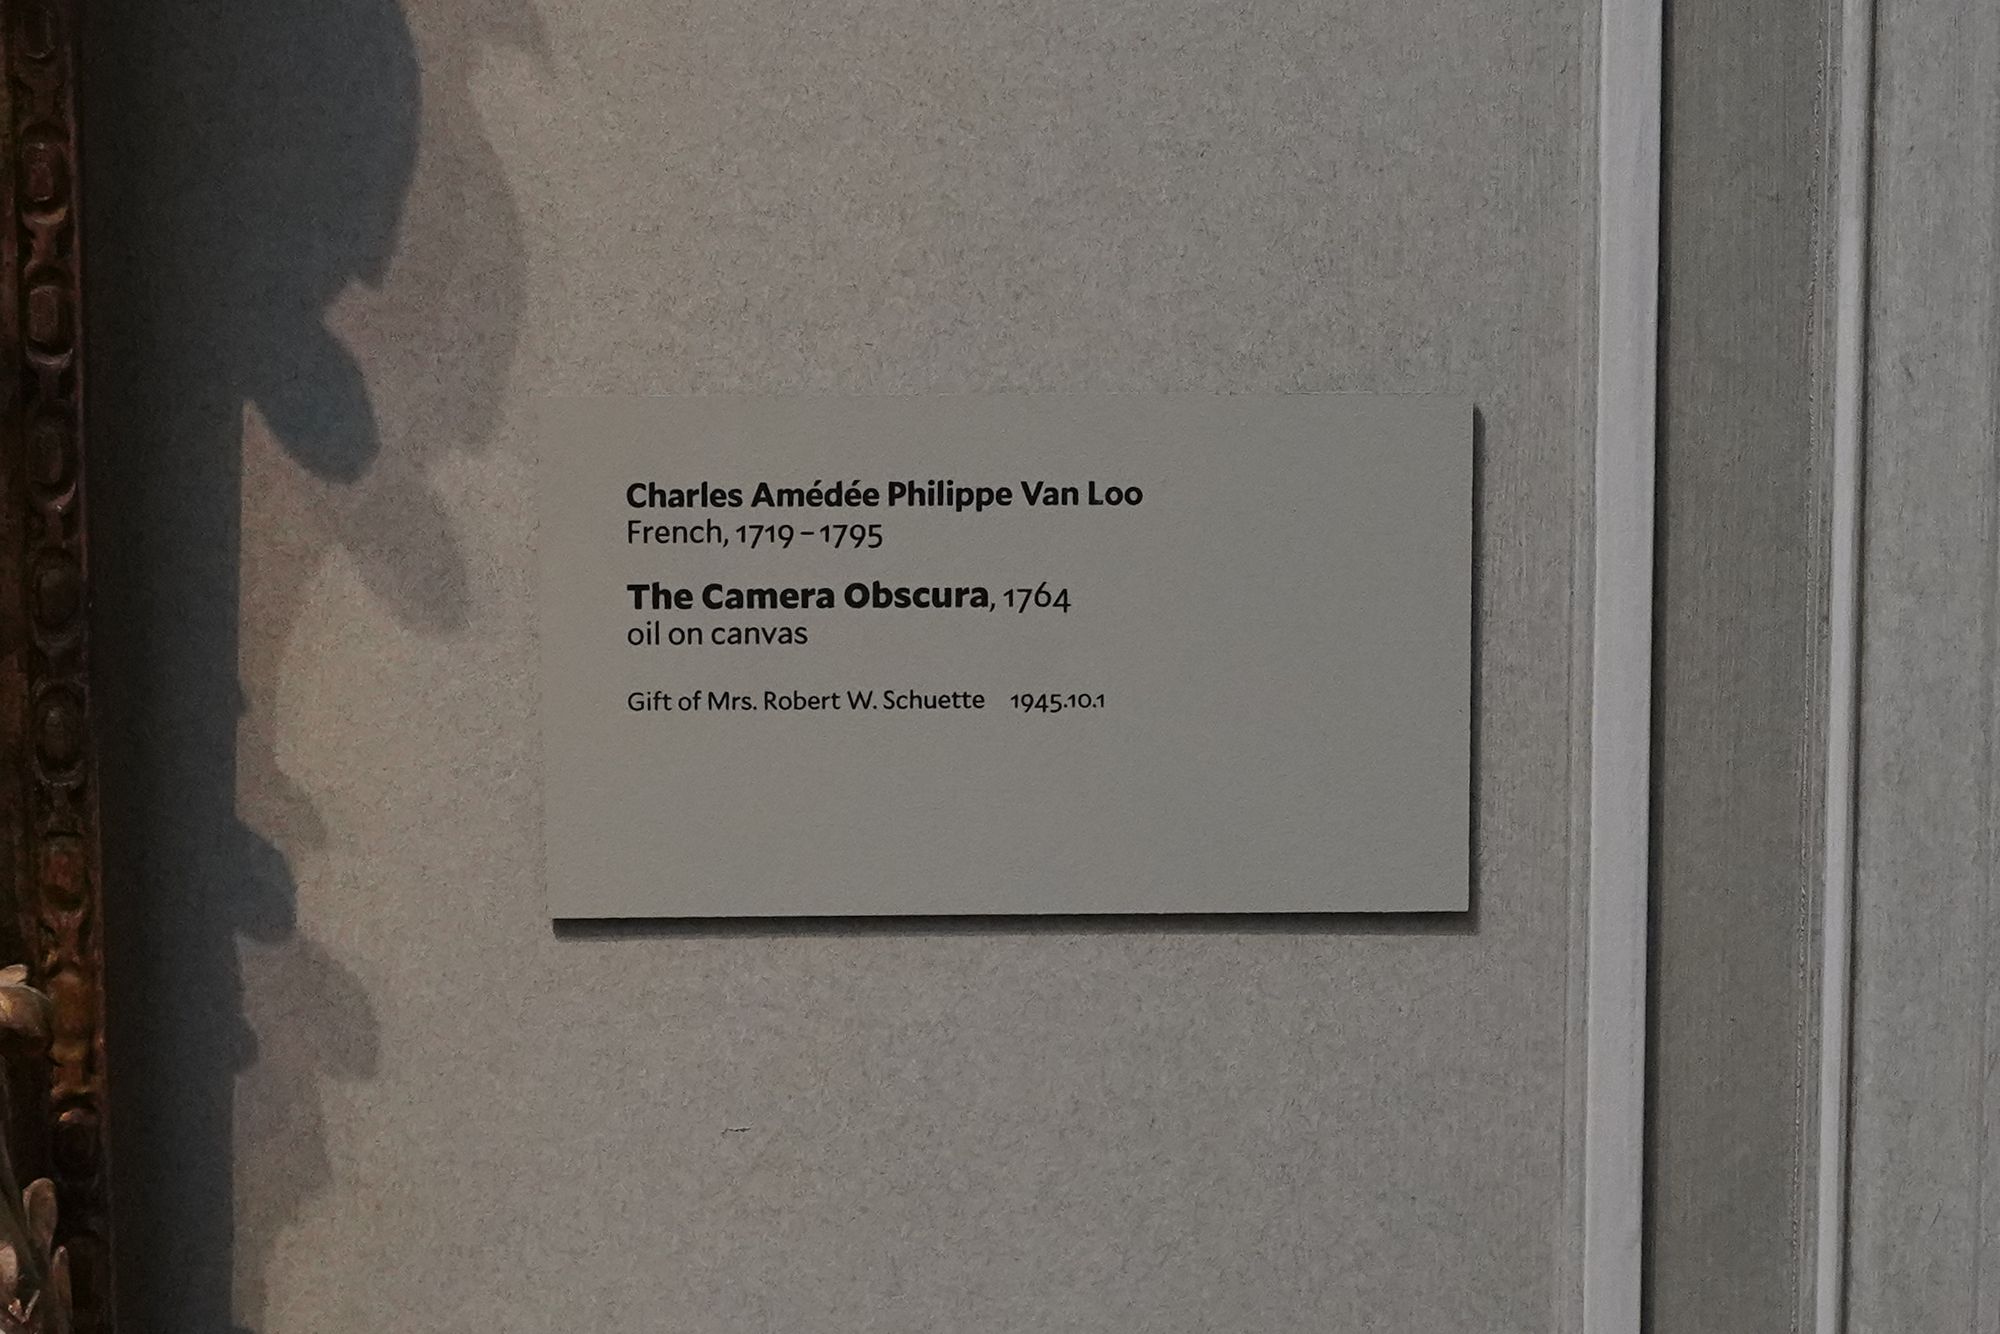 Charles Amédée Philippe Van Loo
French, 1719 – 1795
The Camera Obscura, 1764
oil on canvas
Gift of Mrs. Robert W. Schuette 1945.10.1